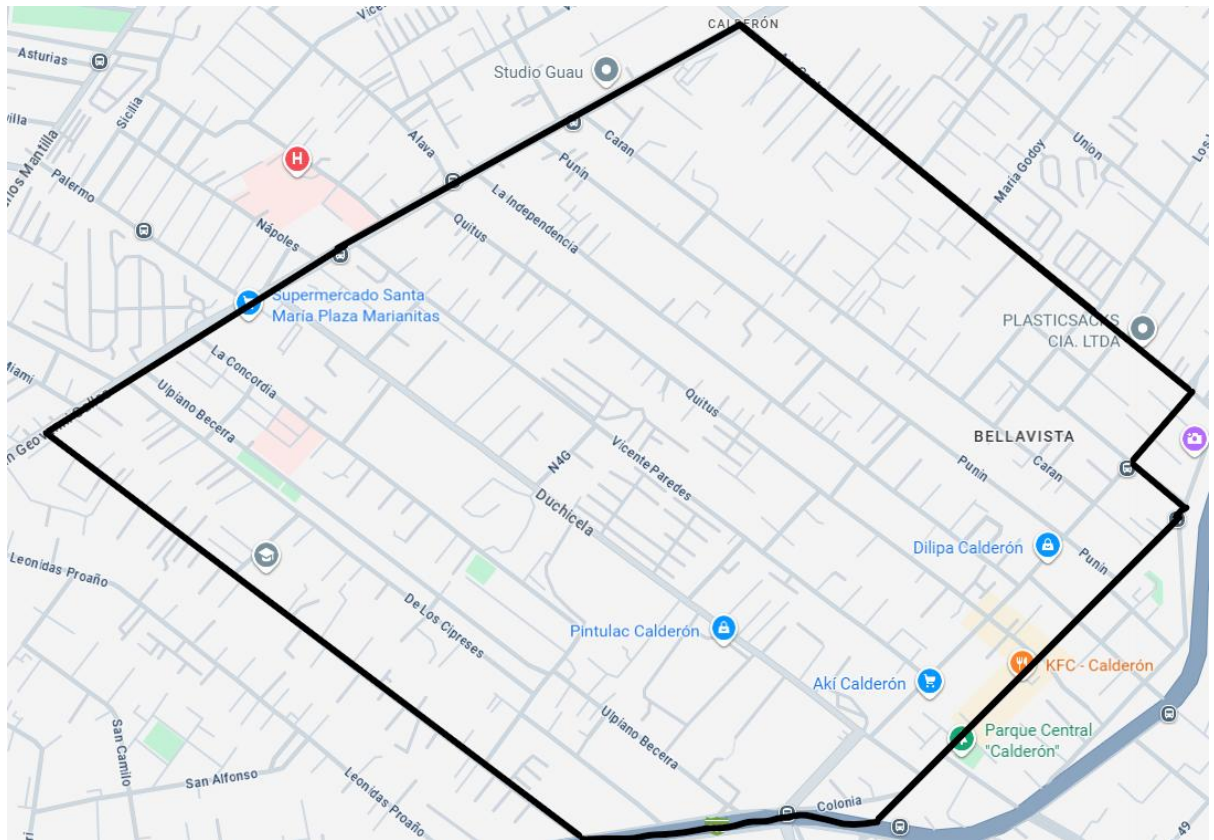 CALDERÓN
Asturias
Studio Guau
Sicilia
Alava
Caran
Punin
Union
Maria Godoy
H
Palermo
Nápoles
Quitus
La Independencia
Supermercado Santa
María Plaza Marianitas
PLASTICSACKS
CIA. LTDA
La Concordia
Miami
Ulpiano Becerra
Quitus
BELLAVISTA
Vicente Paredes
N4G
Caran
Punin
Duchicela
Dilipa Calderón
Punin
Leonidas Proaño
De Los Cipreses
Pintulac Calderón
KFC - Calderón
Akí Calderón
Ulpiano Becerra
Parque Central
"Calderón"
San Camilo
San Alfonso
Leonidas Proaño
Colonia
49